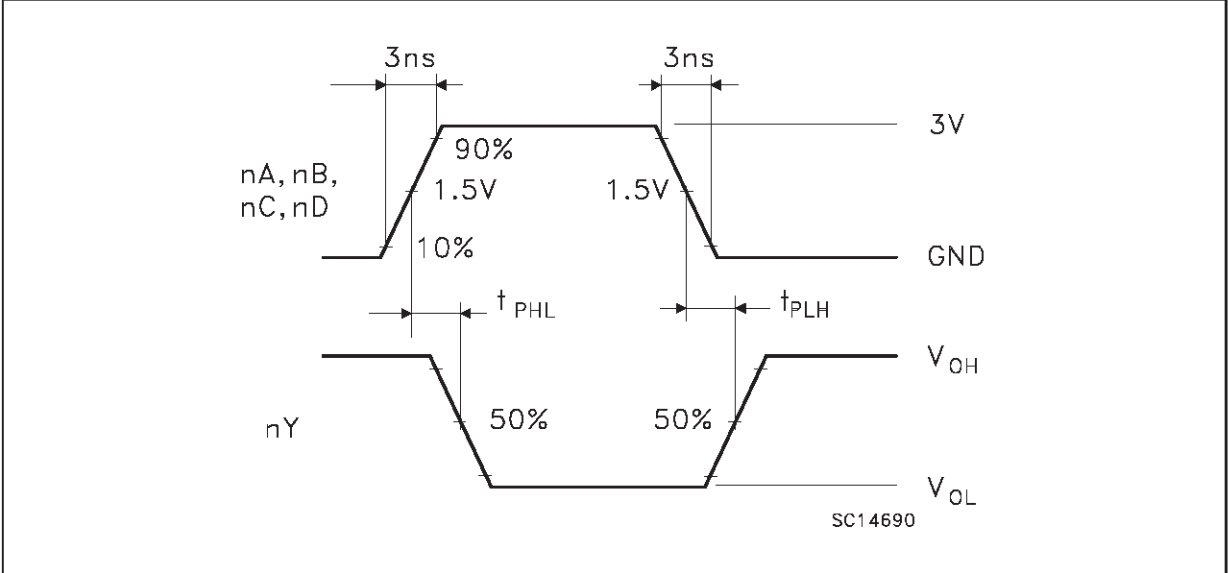 3ns 3ns
3V
90%
nA, nB,
nC, nD
1.5V 1.5V
10%
GND
t PHL tPLH
VOH
50% 50%
nY
VOL
SC14690